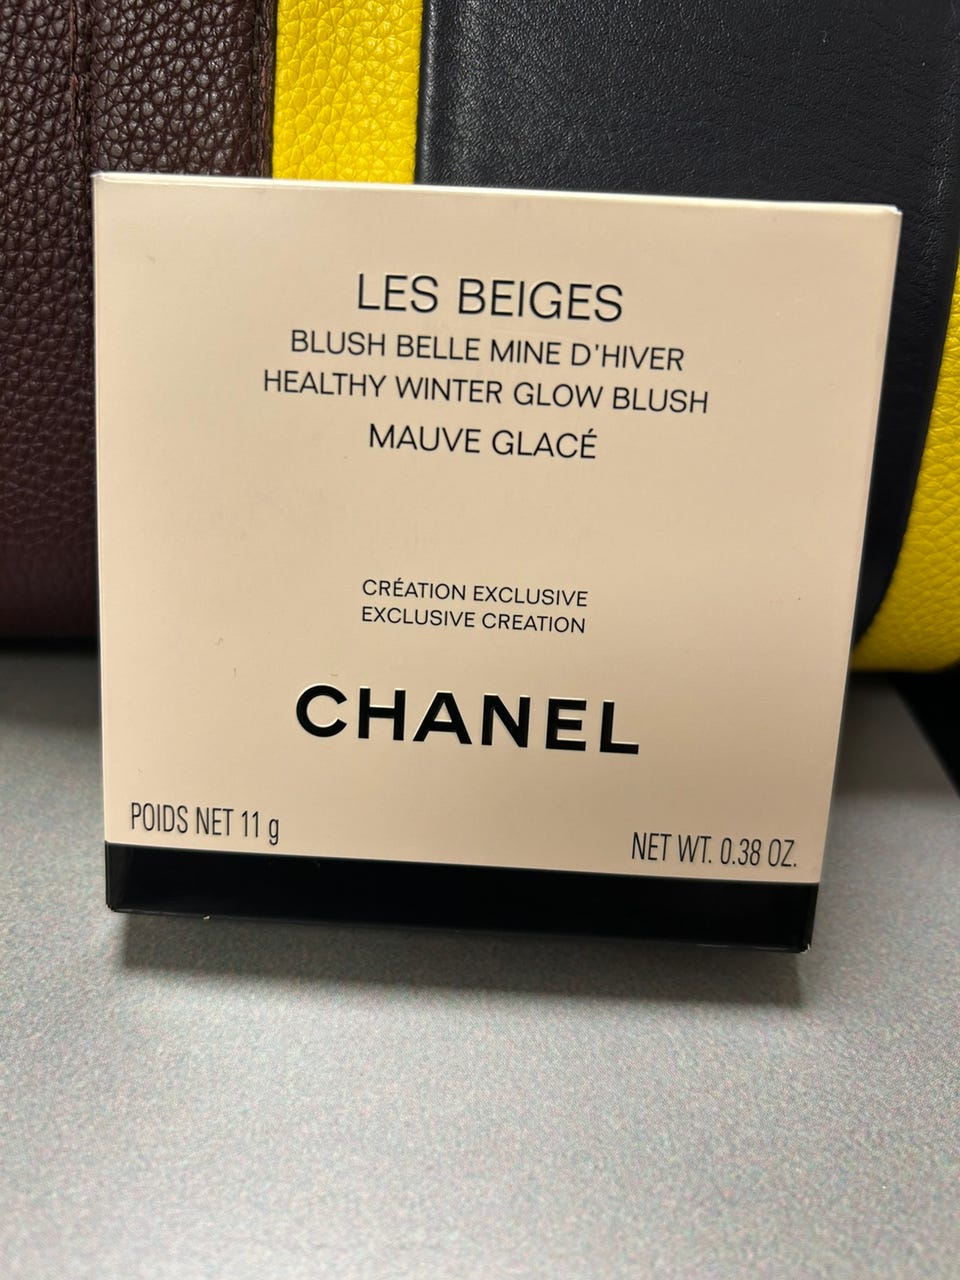 LES BEIGES
BLUSH BELLE MINE D'HIVER
HEALTHY WINTER GLOW BLUSH
MAUVE GLACÉ
CRÉATION EXCLUSIVE
EXCLUSIVE CREATION
CHANEL
POIDS NET 11 g
NET WT. 0.38 OZ.